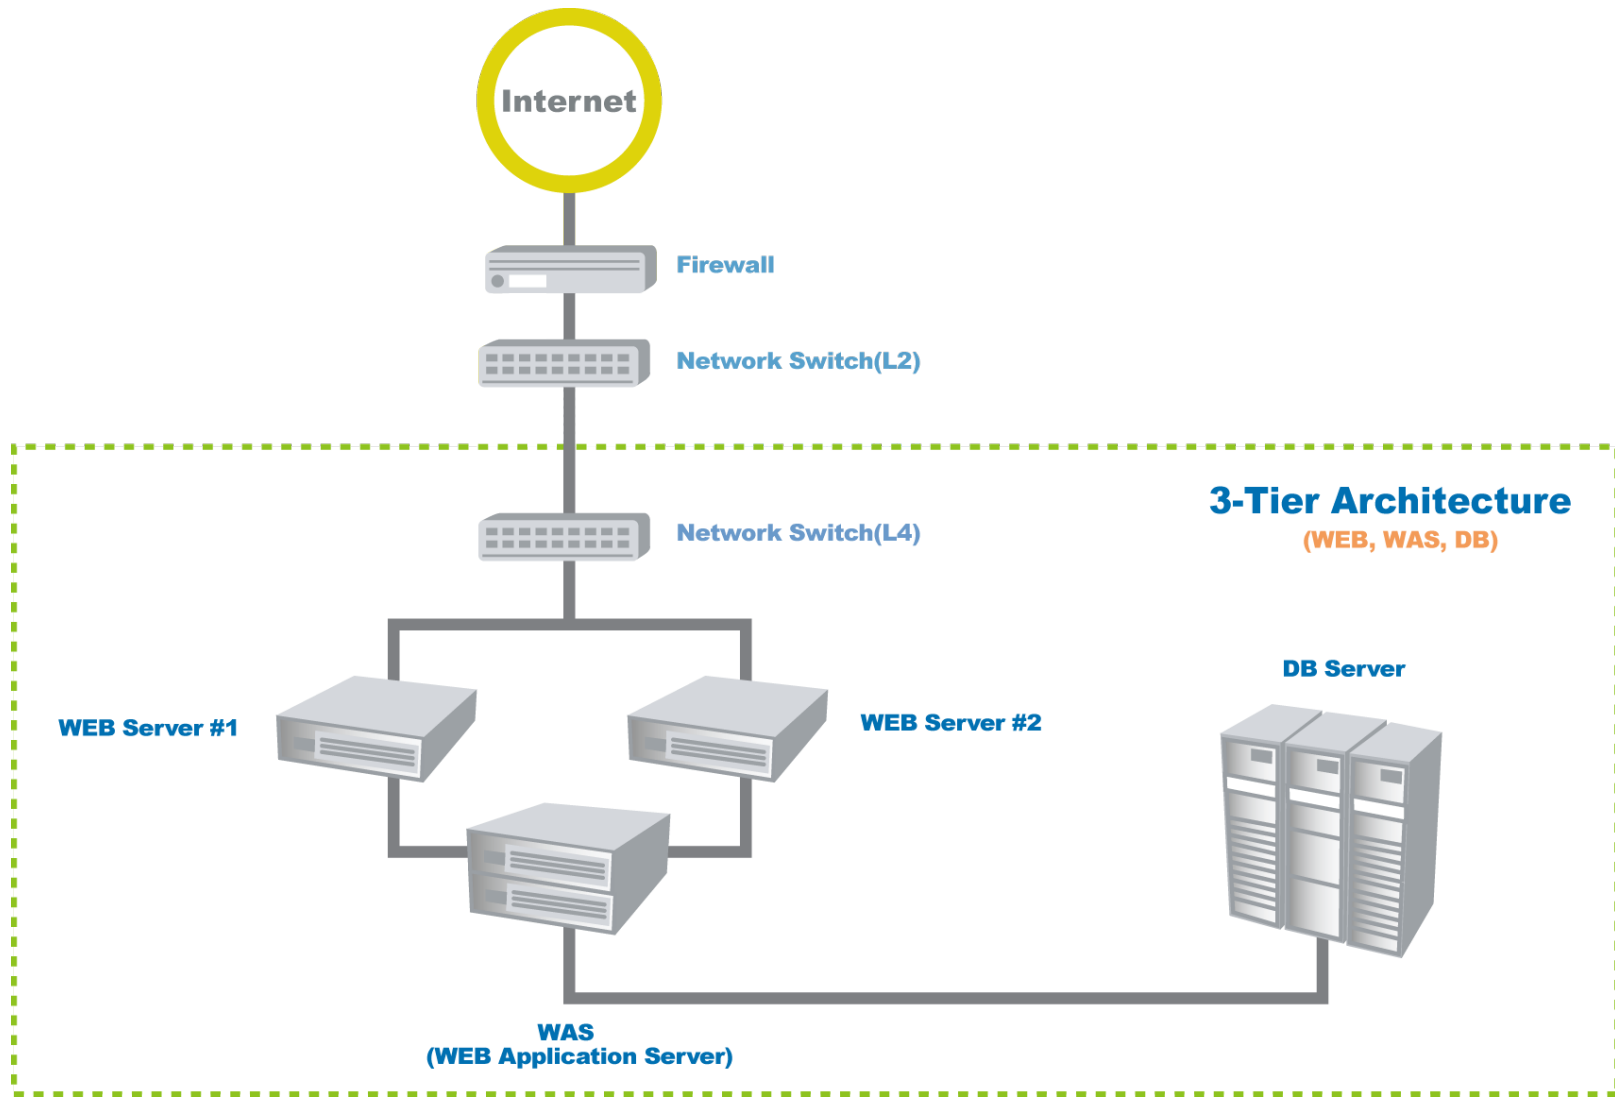 Internet
Firewall
Network Switch(L2)
3-Tier Architecture
(WEB, WAS, DB)
Network Switch(L4)
DB Server
WEB Server #1
WEB Server #2
WAS
(WEB Application Server)